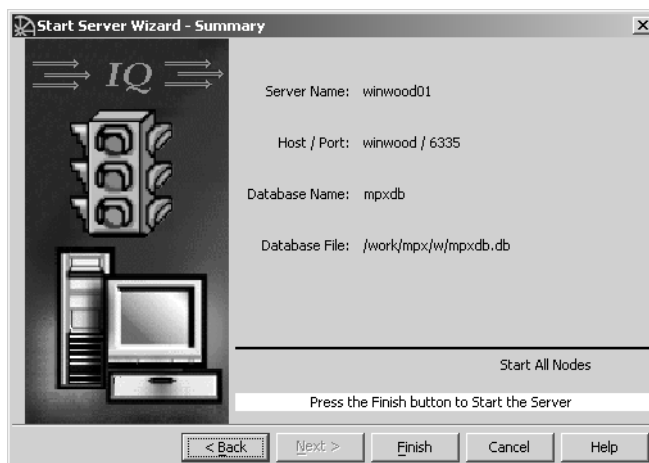 Start Server Wizard - Summary
IQ
Server Name: winwood01
Host / Port: winwood / 6335
Database Name: mpxdb
Database File: /work/mpx/w/mpxdb.db
Start All Nodes
Press the Finish button to Start the Server
< Back Next > Finish Cancel Help